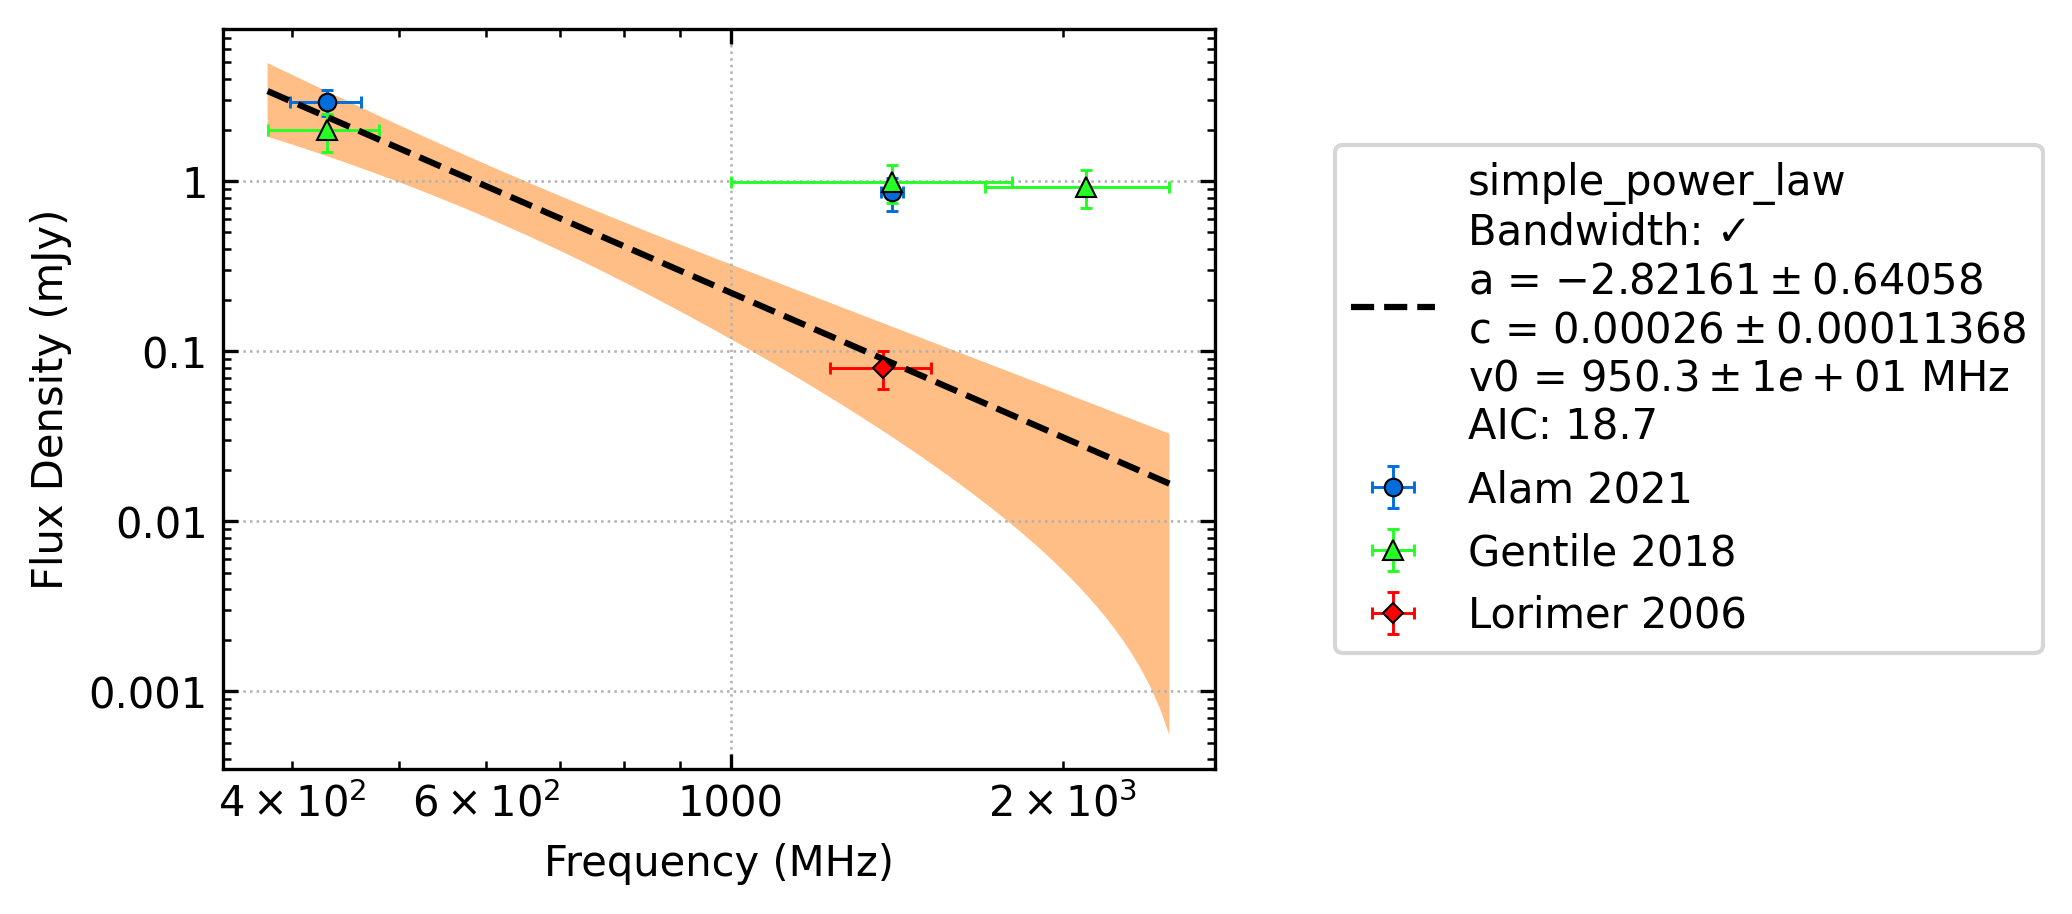 1
0.1
0.01
0.001
Flux Density (mJy)
4 × 10²
6 × 10²
1000
2 × 10³
Frequency (MHz)
simple_power_law
Bandwidth: ✓
a = −2.82161 ± 0.64058
c = 0.00026 ± 0.00011368
v0 = 950.3 ± 1e + 01 MHz
AIC: 18.7
Alam 2021
Gentile 2018
Lorimer 2006